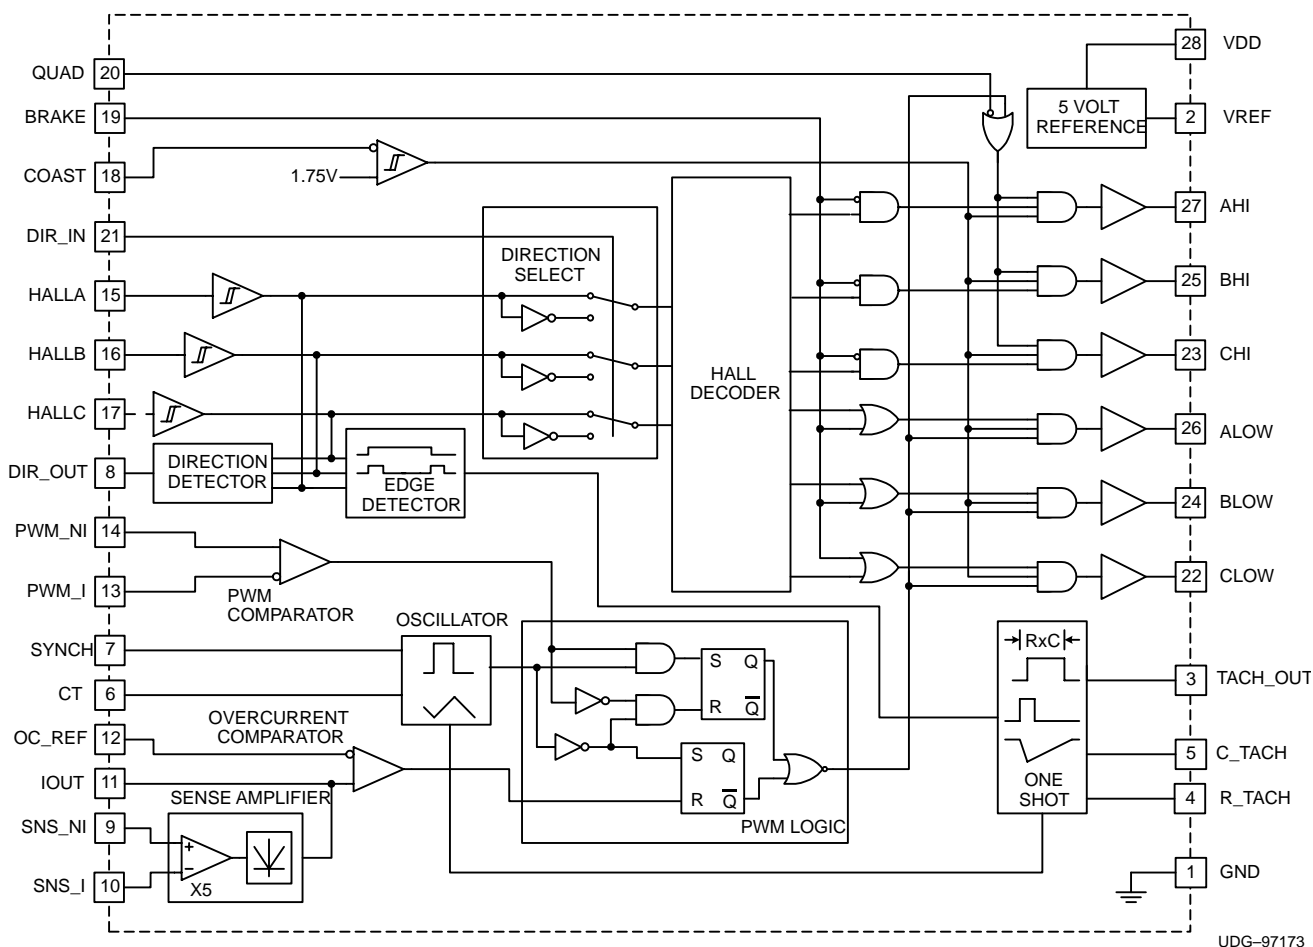 QUAD 20
BRAKE 19
COAST 18
1.75V
DIR_IN 21
HALLA 15
HALLB 16
HALLC 17
DIR_OUT 8
PWM_NI 14
PWM_I 13
SYNCH 7
CT 6
OC_REF 12
IOUT 11
SNS_NI 9
SNS_I 10
DIRECTION
SELECT
DIRECTION
DETECTOR
EDGE
DETECTOR
PWM
COMPARATOR
OSCILLATOR
OVERCURRENT
COMPARATOR
SENSE AMPLIFIER
+
−
X5
HALL
DECODER
S Q
R Q
S Q
R Q
PWM LOGIC
5 VOLT
REFERENCE
RxC
ONE
SHOT
28 VDD
2 VREF
27 AHI
25 BHI
23 CHI
26 ALOW
24 BLOW
22 CLOW
3 TACH_OUT
5 C_TACH
4 R_TACH
1 GND
UDG–97173